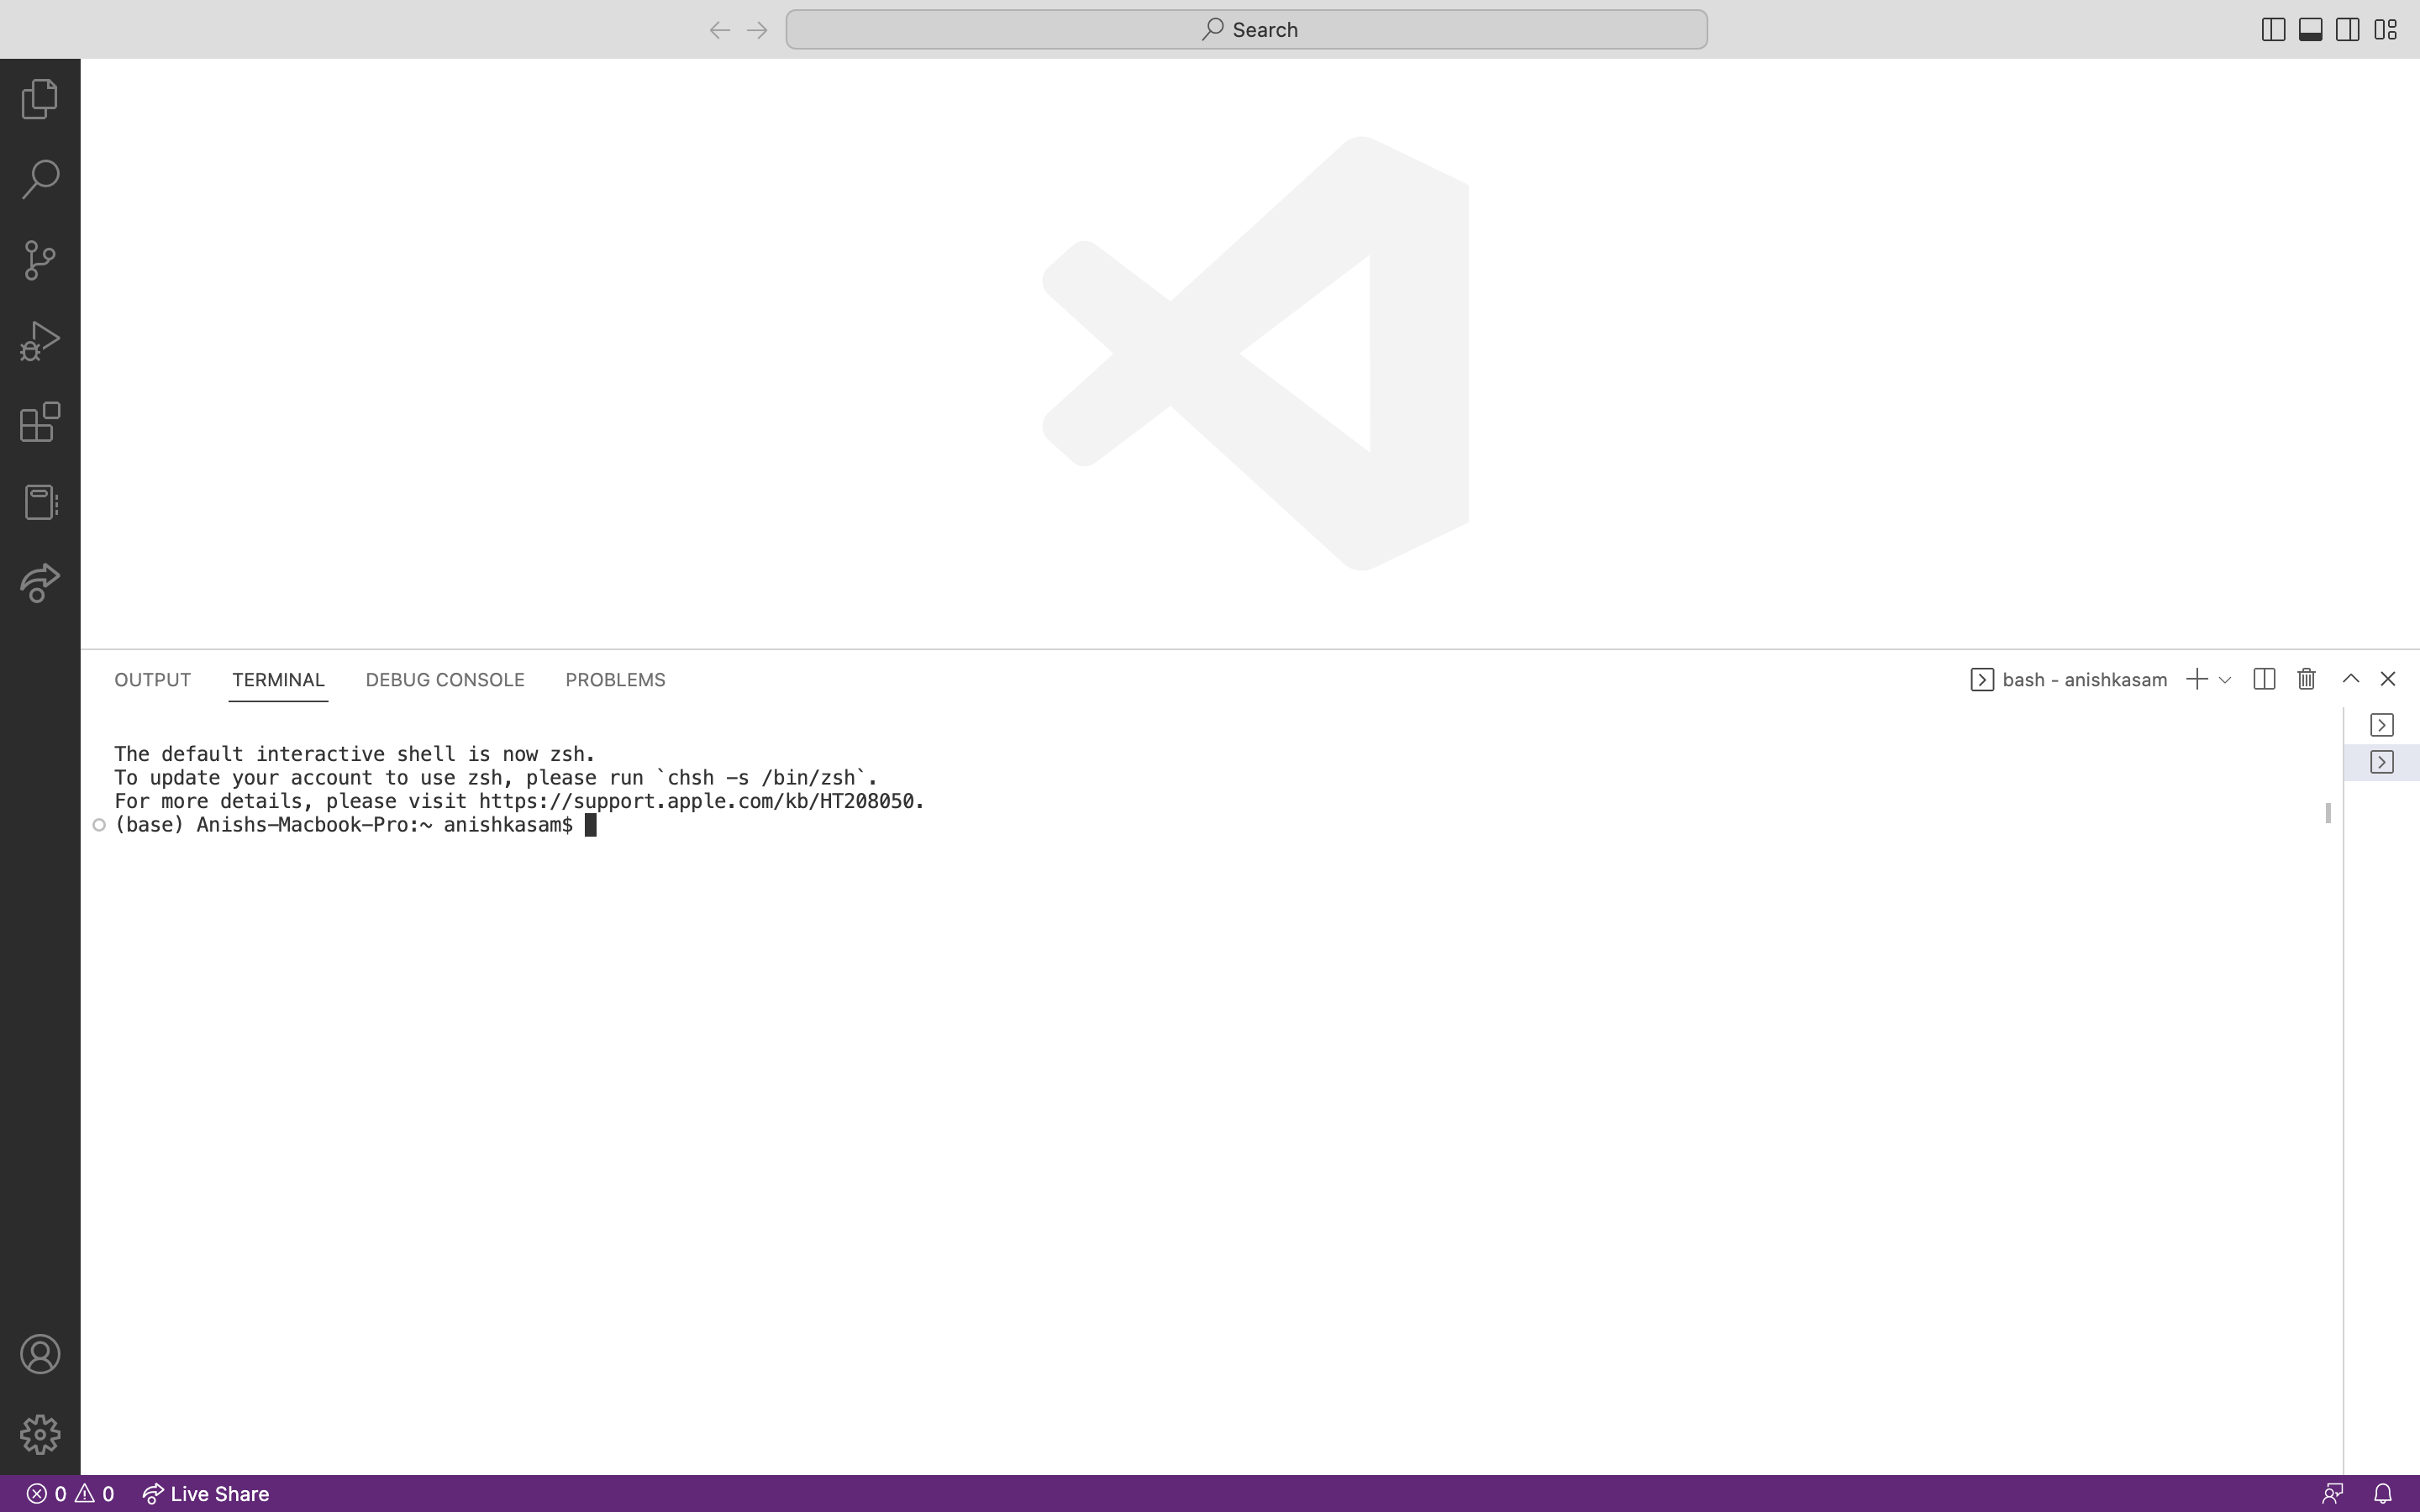 Search
OUTPUT TERMINAL DEBUG CONSOLE PROBLEMS bash - anishkasam
The default interactive shell is now zsh.
To update your account to use zsh, please run `chsh -s /bin/zsh`.
For more details, please visit https://support.apple.com/kb/HT208050.
(base) Anishs-Macbook-Pro:~ anishkasam$
0 0 Live Share